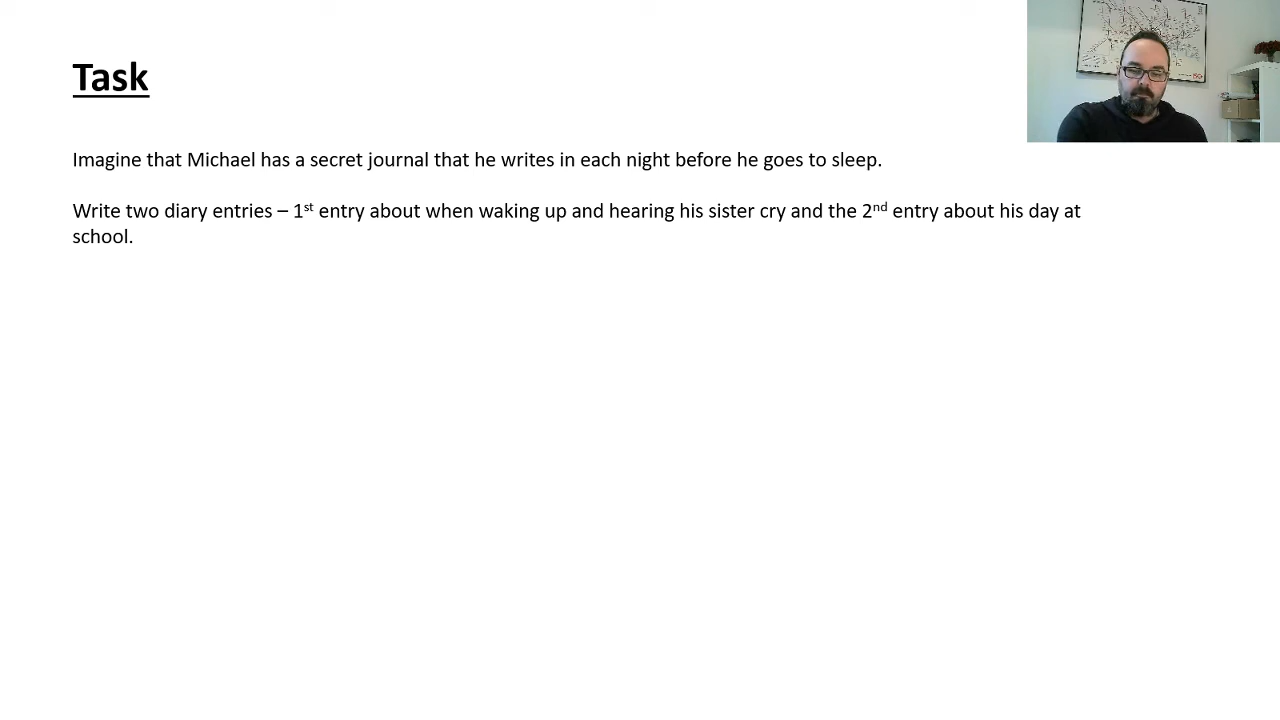 Task
Imagine that Michael has a secret journal that he writes in each night before he goes to sleep.
Write two diary entries – 1st entry about when waking up and hearing his sister cry and the 2nd entry about his day at
school.